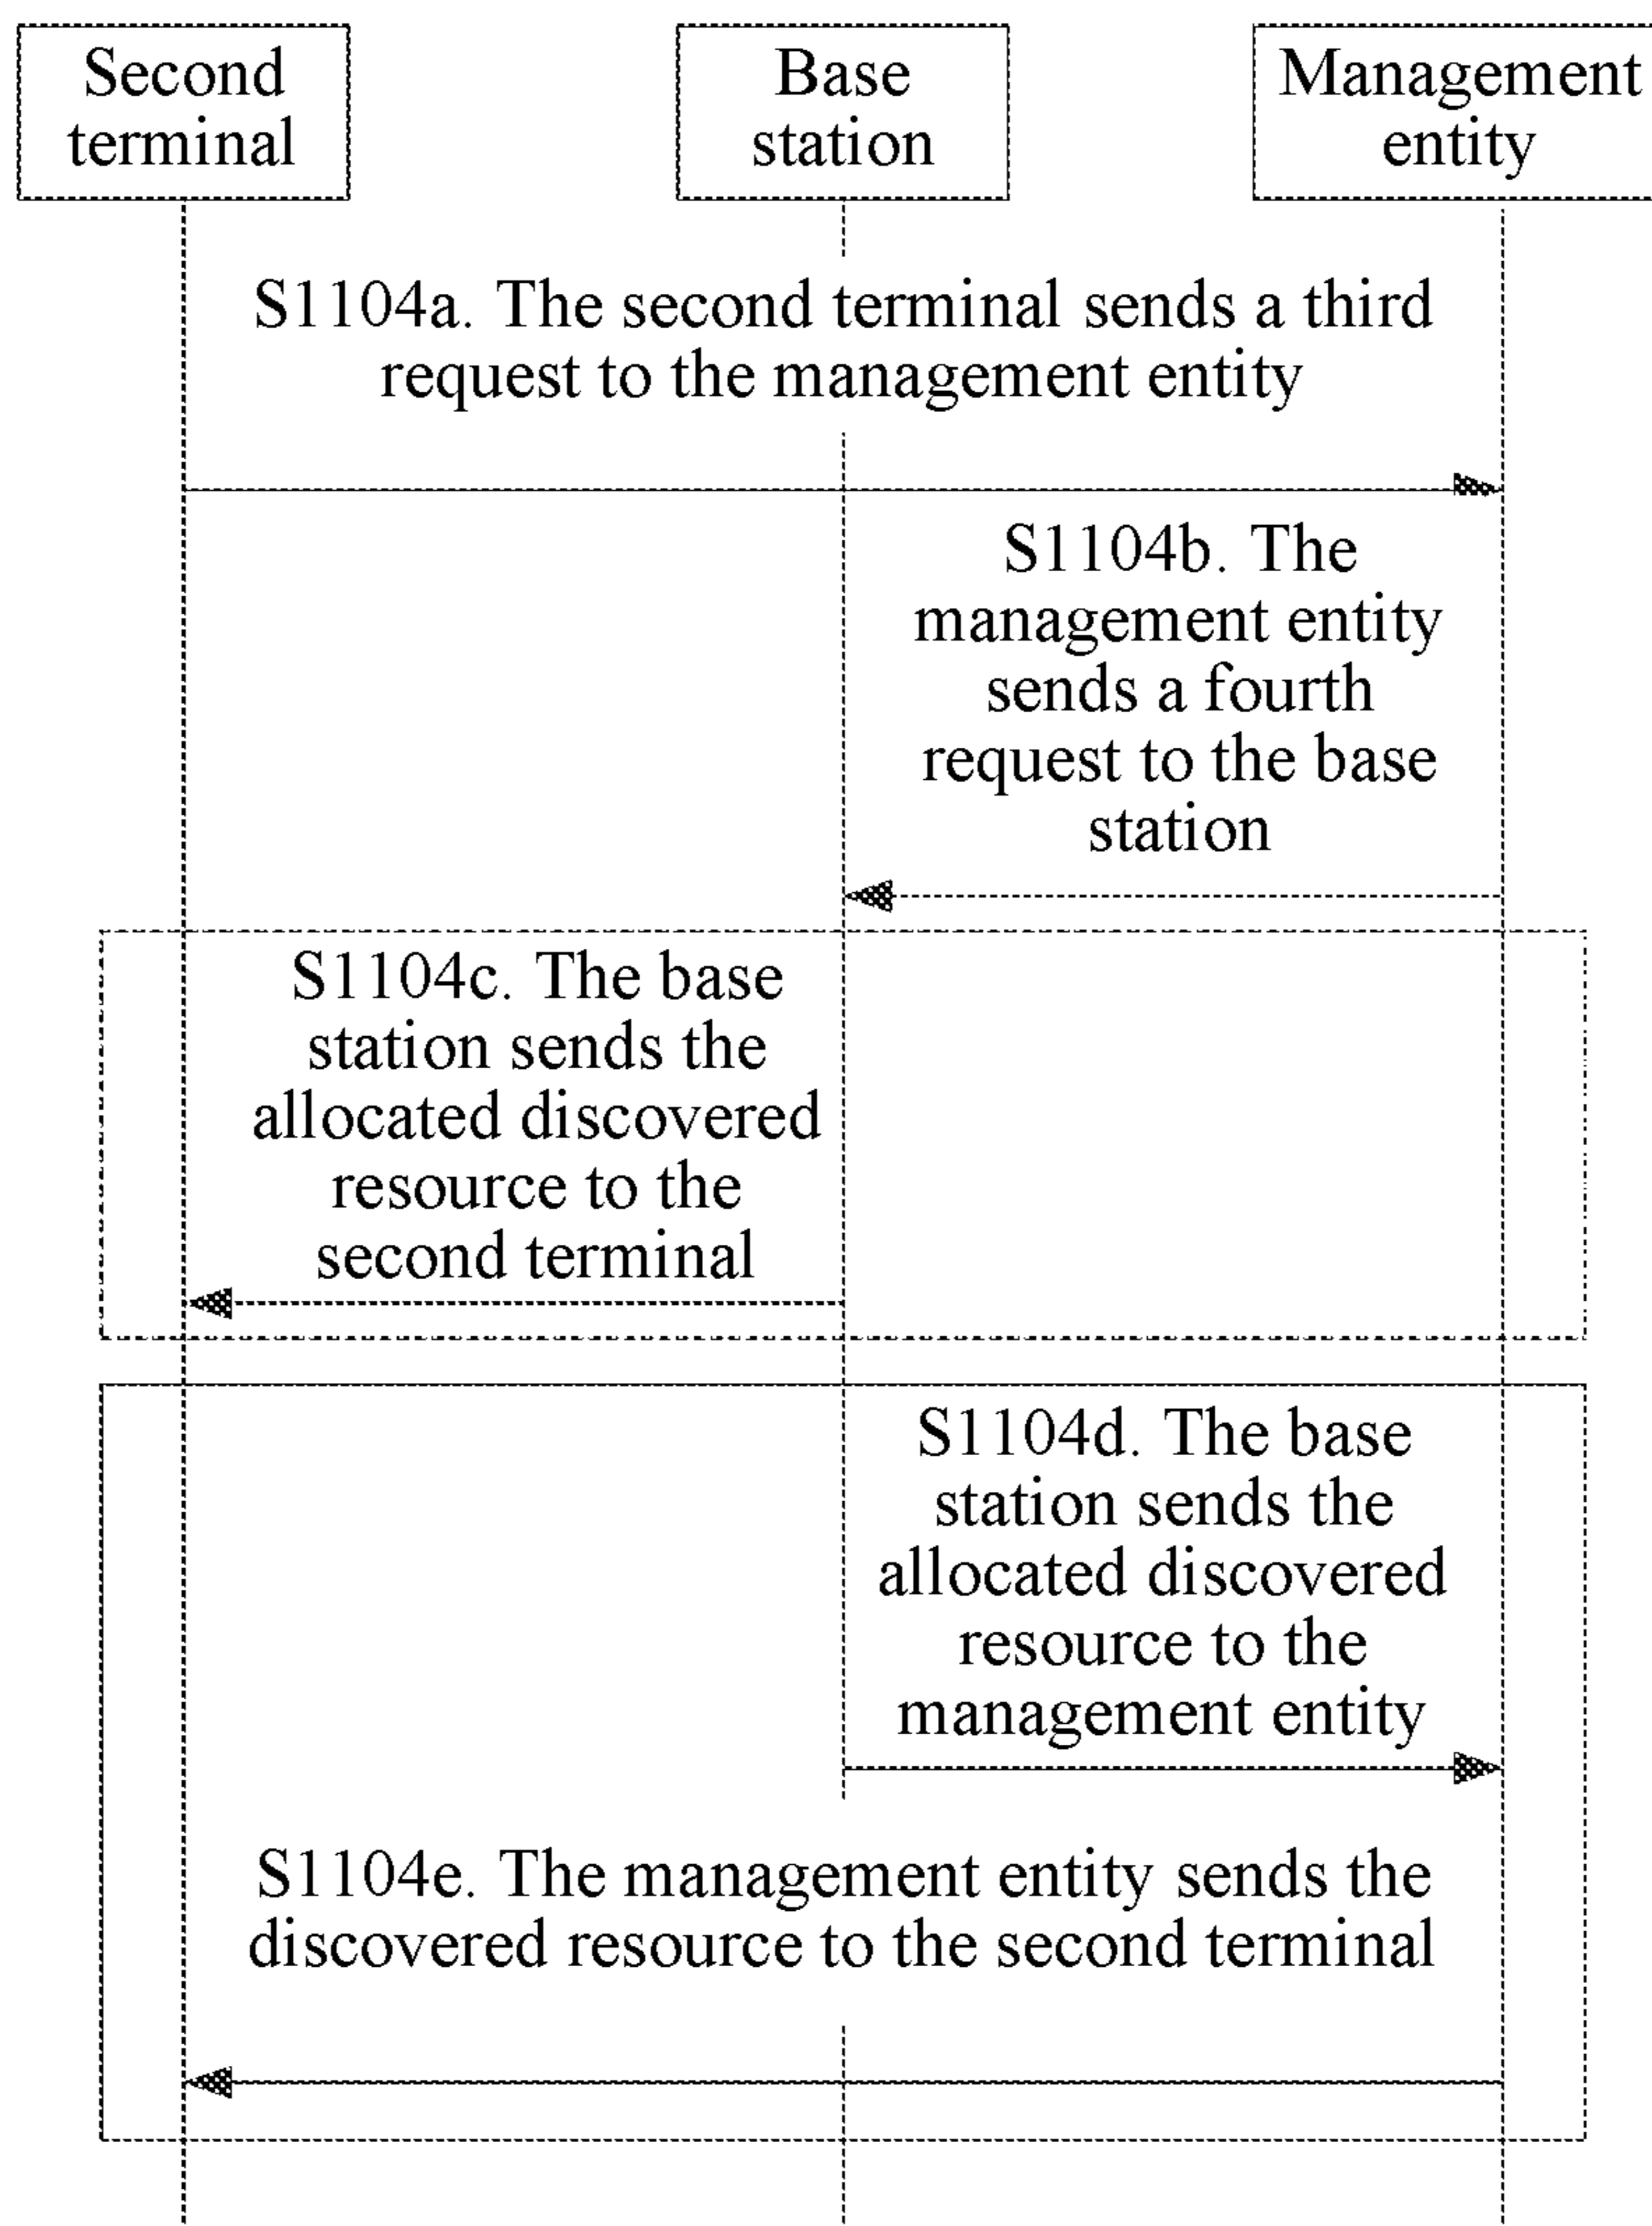 Second
terminal
Base
station
Management
entity
S1104a. The second terminal sends a third
request to the management entity
S1104b. The
management entity
sends a fourth
request to the base
station
S1104c. The base
station sends the
allocated discovered
resource to the
second terminal
S1104d. The base
station sends the
allocated discovered
resource to the
management entity
S1104e. The management entity sends the
discovered resource to the second terminal